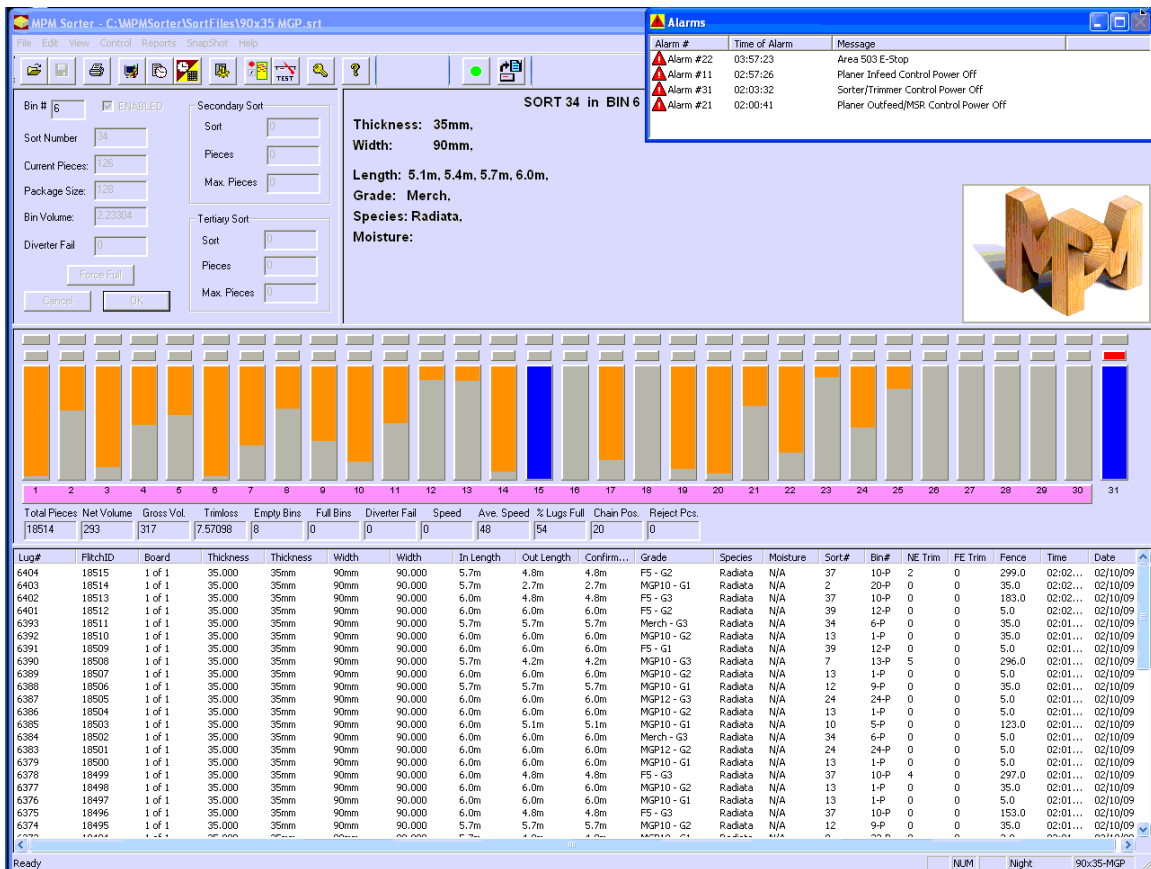 MPM Sorter - C:\MPMSorter\SortFiles\90x35 MGP.srt
File Edit View Control Reports SnapShot Help
TEST
Alarms
Alarm # Time of Alarm Message
Alarm #22 03:57:23 Area 503 E-Stop
Alarm #11 02:57:26 Planer Infeed Control Power Off
Alarm #31 02:03:32 Sorter/Trimmer Control Power Off
Alarm #21 02:00:41 Planer Outfeed/MSR Control Power Off
Bin # 6 ENABLED
Sort Number 34
Current Pieces: 126
Package Size: 128
Bin Volume: 2.23304
Diverter Fail 0
Force Full
Cancel OK
Secondary Sort
Sort 0
Pieces 0
Max. Pieces 0
Tertiary Sort
Sort 0
Pieces 0
Max. Pieces 0
SORT 34 in BIN 6
Thickness: 35mm,
Width: 90mm,
Length: 5.1m, 5.4m, 5.7m, 6.0m,
Grade: Merch,
Species: Radiata,
Moisture:
MPM
1 2 3 4 5 6 7 8 9 10 11 12 13 14 15 16 17 18 19 20 21 22 23 24 25 26 27 28 29 30 31
Total Pieces Net Volume Gross Vol. Trimloss Empty Bins Full Bins Diverter Fail Speed Ave. Speed % Lugs Full Chain Pos. Reject Pcs.
18514 293 317 7.57098 8 0 0 0 48 54 20 0
Lug# FlitchID Board Thickness Thickness Width Width In Length Out Length Confirm... Grade Species Moisture Sort# Bin# NE Trim FE Trim Fence Time Date
6404 18515 1 of 1 35.000 35mm 90mm 90.000 5.7m 4.8m 4.8m F5 - G2 Radiata N/A 37 10-P 2 0 299.0 02:02... 02/10/09
6403 18514 1 of 1 35.000 35mm 90mm 90.000 5.7m 2.7m 2.7m MGP10 - G1 Radiata N/A 2 20-P 0 0 35.0 02:02... 02/10/09
6402 18513 1 of 1 35.000 35mm 90mm 90.000 6.0m 4.8m 4.8m F5 - G3 Radiata N/A 37 10-P 0 0 183.0 02:02... 02/10/09
6401 18512 1 of 1 35.000 35mm 90mm 90.000 6.0m 6.0m 6.0m F5 - G2 Radiata N/A 39 12-P 0 0 5.0 02:02... 02/10/09
6393 18511 1 of 1 35.000 35mm 90mm 90.000 5.7m 5.7m 5.7m Merch - G3 Radiata N/A 34 6-P 0 0 35.0 02:01... 02/10/09
6392 18510 1 of 1 35.000 35mm 90mm 90.000 6.0m 6.0m 6.0m MGP10 - G2 Radiata N/A 13 1-P 0 0 35.0 02:01... 02/10/09
6391 18509 1 of 1 35.000 35mm 90mm 90.000 6.0m 6.0m 6.0m F5 - G1 Radiata N/A 39 12-P 0 0 5.0 02:01... 02/10/09
6390 18508 1 of 1 35.000 35mm 90mm 90.000 5.7m 4.2m 4.2m MGP10 - G3 Radiata N/A 7 13-P 5 0 296.0 02:01... 02/10/09
6389 18507 1 of 1 35.000 35mm 90mm 90.000 6.0m 6.0m 6.0m MGP10 - G2 Radiata N/A 13 1-P 0 0 5.0 02:01... 02/10/09
6388 18506 1 of 1 35.000 35mm 90mm 90.000 5.7m 5.7m 5.7m MGP10 - G1 Radiata N/A 12 9-P 0 0 35.0 02:01... 02/10/09
6387 18505 1 of 1 35.000 35mm 90mm 90.000 6.0m 6.0m 6.0m MGP12 - G3 Radiata N/A 24 24-P 0 0 5.0 02:01... 02/10/09
6386 18504 1 of 1 35.000 35mm 90mm 90.000 6.0m 6.0m 6.0m MGP10 - G2 Radiata N/A 13 1-P 0 0 5.0 02:01... 02/10/09
6385 18503 1 of 1 35.000 35mm 90mm 90.000 6.0m 5.1m 5.1m MGP10 - G1 Radiata N/A 10 5-P 0 0 123.0 02:01... 02/10/09
6384 18502 1 of 1 35.000 35mm 90mm 90.000 6.0m 6.0m 6.0m Merch - G3 Radiata N/A 34 6-P 0 0 5.0 02:01... 02/10/09
6383 18501 1 of 1 35.000 35mm 90mm 90.000 6.0m 6.0m 6.0m MGP12 - G2 Radiata N/A 24 24-P 0 0 5.0 02:01... 02/10/09
6379 18500 1 of 1 35.000 35mm 90mm 90.000 6.0m 6.0m 6.0m MGP10 - G1 Radiata N/A 13 1-P 0 0 5.0 02:01... 02/10/09
6378 18499 1 of 1 35.000 35mm 90mm 90.000 6.0m 4.8m 4.8m F5 - G3 Radiata N/A 37 10-P 4 0 297.0 02:01... 02/10/09
6377 18498 1 of 1 35.000 35mm 90mm 90.000 6.0m 6.0m 6.0m MGP10 - G2 Radiata N/A 13 1-P 0 0 35.0 02:01... 02/10/09
6376 18497 1 of 1 35.000 35mm 90mm 90.000 6.0m 6.0m 6.0m MGP10 - G1 Radiata N/A 13 1-P 0 0 5.0 02:01... 02/10/09
6375 18496 1 of 1 35.000 35mm 90mm 90.000 6.0m 4.8m 4.8m F5 - G3 Radiata N/A 37 10-P 0 0 153.0 02:01... 02/10/09
6374 18495 1 of 1 35.000 35mm 90mm 90.000 5.7m 5.7m 5.7m MGP10 - G2 Radiata N/A 12 9-P 0 0 35.0 02:01... 02/10/09
Ready NUM Night 90x35-MGP